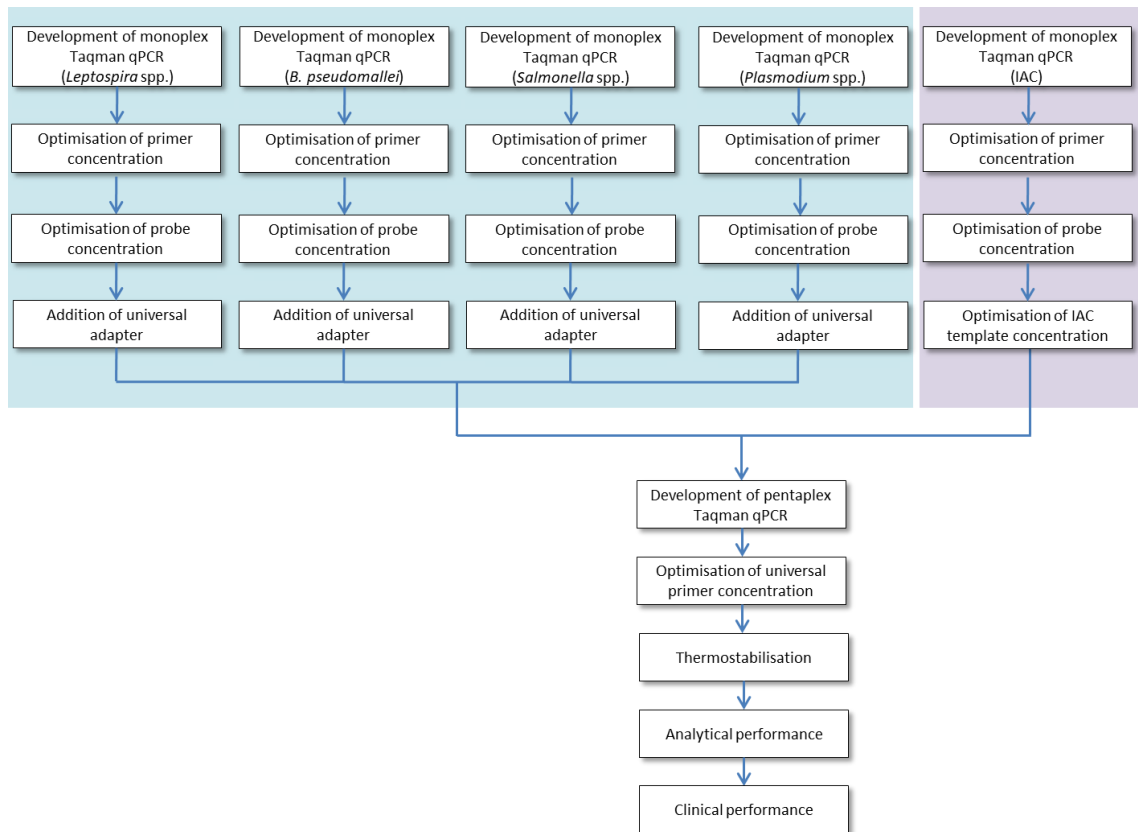 Development of monoplex
Taqman qPCR
(Leptospira spp.)
Development of monoplex
Taqman qPCR
(B. pseudomallei)
Development of monoplex
Taqman qPCR
(Salmonella spp.)
Development of monoplex
Taqman qPCR
(Plasmodium spp.)
Development of monoplex
Taqman qPCR
(IAC)
Optimisation of primer
concentration
Optimisation of primer
concentration
Optimisation of primer
concentration
Optimisation of primer
concentration
Optimisation of primer
concentration
Optimisation of probe
concentration
Optimisation of probe
concentration
Optimisation of probe
concentration
Optimisation of probe
concentration
Optimisation of probe
concentration
Addition of universal
adapter
Addition of universal
adapter
Addition of universal
adapter
Addition of universal
adapter
Optimisation of IAC
template concentration
Development of pentaplex
Taqman qPCR
Optimisation of universal
primer concentration
Thermostabilisation
Analytical performance
Clinical performance